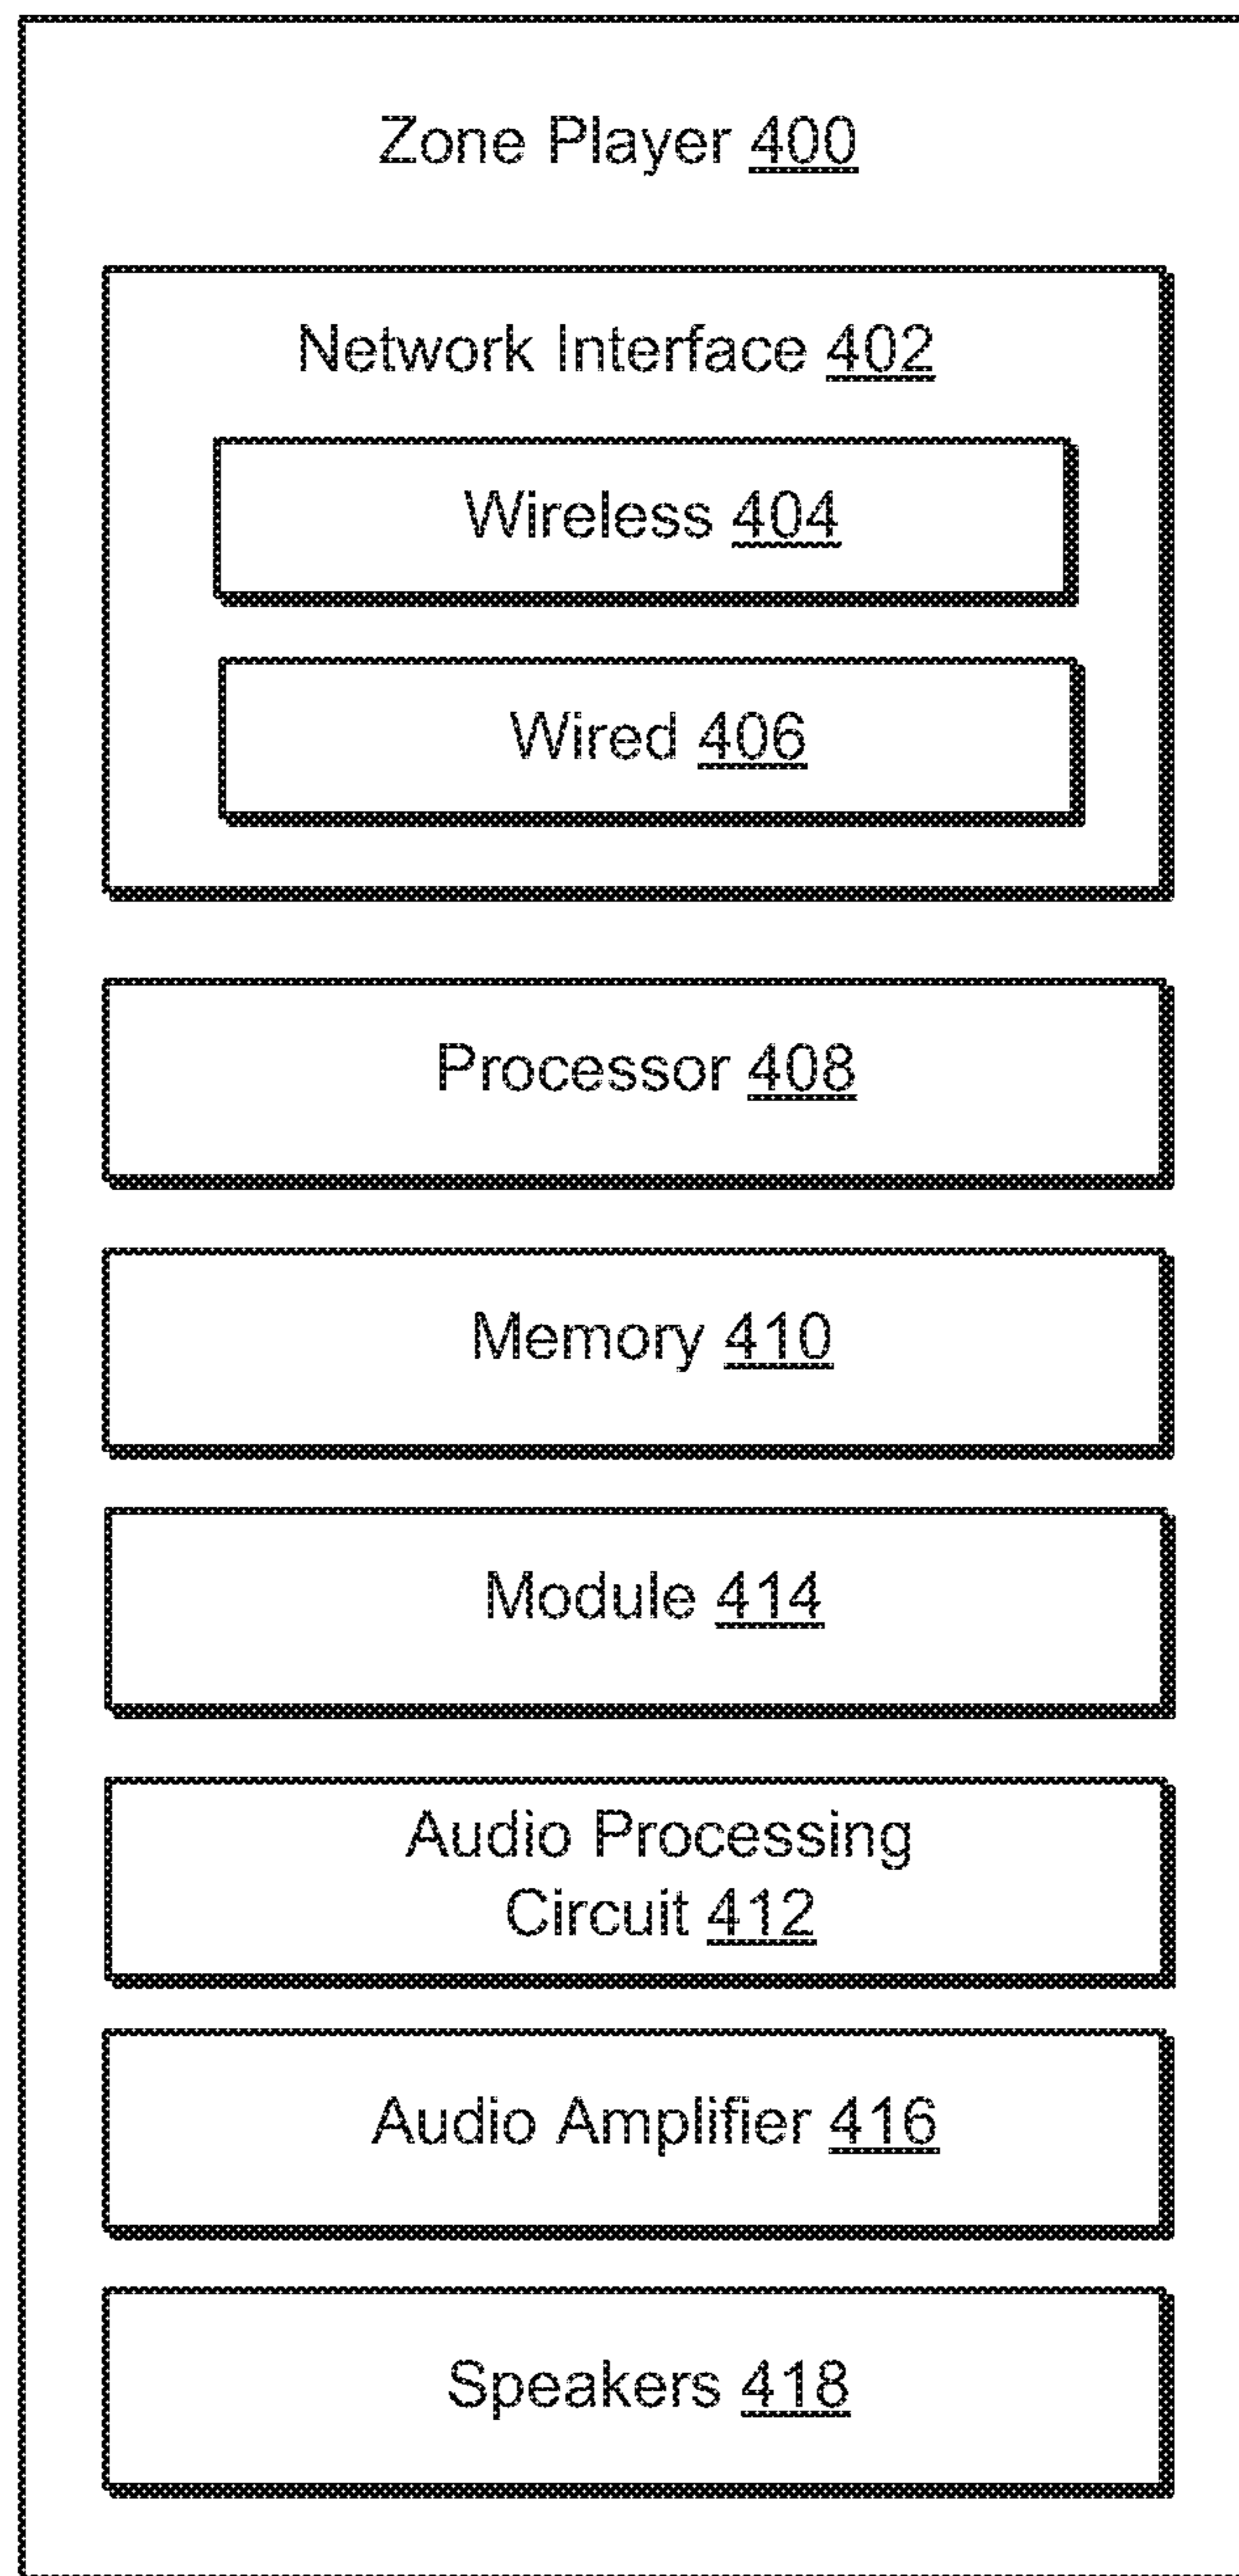 Zone Player 400
Network Interface 402
Wireless 404
Wired 406
Processor 408
Memory 410
Module 414
Audio Processing
Circuit 412
Audio Amplifier 416
Speakers 418